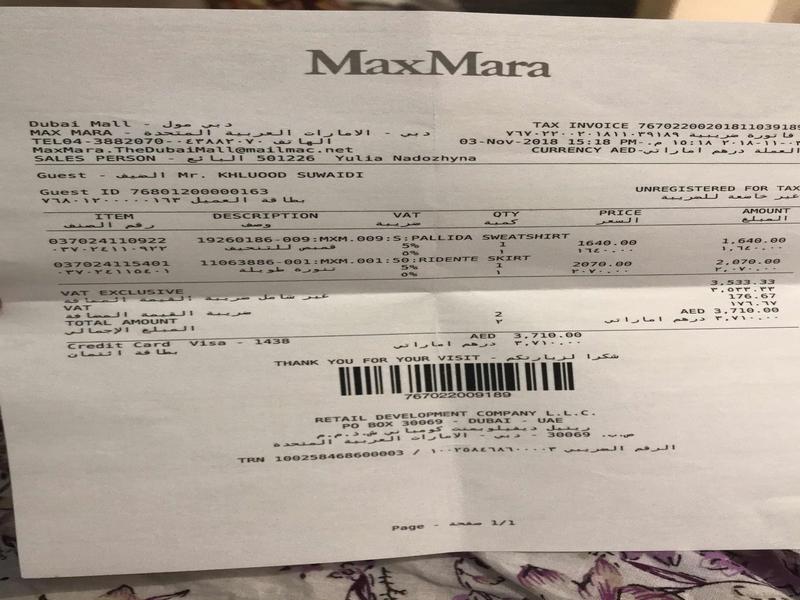 MaxMara
Dubai Mall - دبي مول
MAX MARA - دبي - الامارات العربية المتحدة
TEL04-3882070-٠٤٣٨٨٢٠٧٠ الهاتف
MaxMara.TheDubaiMall@mailmac.net
SALES PERSON - البائع 501226 Yulia Nadozhyna
TAX INVOICE 7670220020181103918
فاتورة ضريبية ٧٦٧٠٢٢٠٠٢٠١٨١١٠٣٩١٨٩
03-Nov-2018 15:18 PM-م. ١٥:١٨ ٢٠١٨-١١-٠٣
CURRENCY AED-العملة درهم اماراتي
Guest - الضيف Mr. KHLUOOD SUWAIDI
Guest ID 76801200000163
بطاقة العميل ٧٦٨٠١٢٠٠٠٠٠١٦٣
UNREGISTERED FOR TAX
غير خاضعة للضريبة
ITEM DESCRIPTION VAT QTY PRICE AMOUNT
رقم الصنف وصف ضريبية كمية السعر المبلغ
037024110922 19260186-009:MXM.009:S:PALLIDA SWEATSHIRT
5% 1 1640.00 1,640.00
٠٣٧٠٢٤١١٠٩٢٢ قميص للتنحيف ٥% ١ ١٦٤٠.٠٠ ١,٦٤٠.٠٠
037024115401 11063886-001:MXM.001:50:RIDENTE SKIRT
5% 1 2070.00 2,070.00
٠٣٧٠٢٤١١٥٤٠١ تنورة طويلة ٥% ١ ٢٠٧٠.٠٠ ٢,٠٧٠.٠٠
VAT EXCLUSIVE 3,533.33
غير شامل ضريبة القيمة المضافة ٣,٥٣٣.٣٣
VAT 176.67
ضريبة القيمة المضافة ١٧٦.٦٧
TOTAL AMOUNT 2 AED 3,710.00
المبلغ الإجمالي ٢ ٣,٧١٠.٠٠ درهم اماراتي
Credit Card Visa - 1438 AED 3,710.00
بطاقة ائتمان ٣,٧١٠.٠٠ درهم اماراتي
THANK YOU FOR YOUR VISIT - شكرا لزيارتكم
767022009189
RETAIL DEVELOPMENT COMPANY L.L.C.
PO BOX 30069 - DUBAI - UAE
ريتيل ديفيلوبمنت كومباني ش.ذ.م.م
ص.ب. 30069 - دبي - الامارات العربية المتحدة
TRN 100258468600003 / ١٠٠٢٥٨٤٦٨٦٠٠٠٠٣ الرقم الضريبي
Page - صفحة 1/1